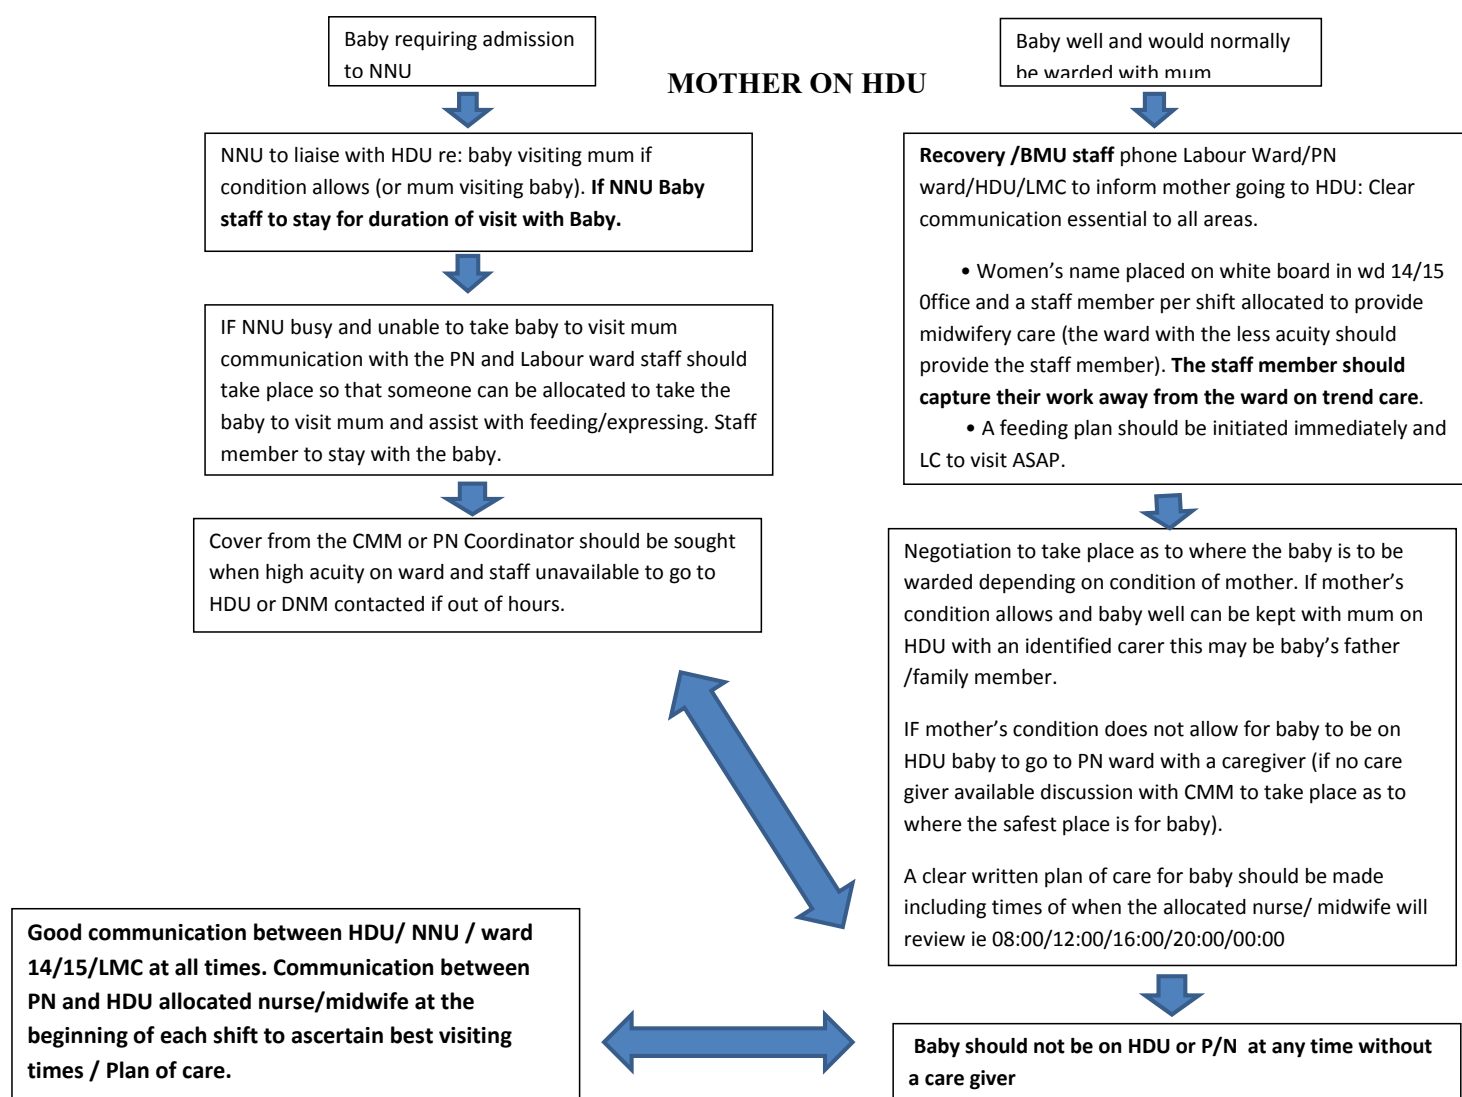 MOTHER ON HDU
Baby requiring admission
to NNU
NNU to liaise with HDU re: baby visiting mum if
condition allows (or mum visiting baby). If NNU Baby
staff to stay for duration of visit with Baby.
IF NNU busy and unable to take baby to visit mum
communication with the PN and Labour ward staff should
take place so that someone can be allocated to take the
baby to visit mum and assist with feeding/expressing. Staff
member to stay with the baby.
Cover from the CMM or PN Coordinator should be sought
when high acuity on ward and staff unavailable to go to
HDU or DNM contacted if out of hours.
Baby well and would normally
be warded with mum
Recovery /BMU staff phone Labour Ward/PN
ward/HDU/LMC to inform mother going to HDU: Clear
communication essential to all areas.
• Women’s name placed on white board in wd 14/15
0ffice and a staff member per shift allocated to provide
midwifery care (the ward with the less acuity should
provide the staff member). The staff member should
capture their work away from the ward on trend care.
• A feeding plan should be initiated immediately and
LC to visit ASAP.
Negotiation to take place as to where the baby is to be
warded depending on condition of mother. If mother’s
condition allows and baby well can be kept with mum on
HDU with an identified carer this may be baby’s father
/family member.
IF mother’s condition does not allow for baby to be on
HDU baby to go to PN ward with a caregiver (if no care
giver available discussion with CMM to take place as to
where the safest place is for baby).
A clear written plan of care for baby should be made
including times of when the allocated nurse/ midwife will
review ie 08:00/12:00/16:00/20:00/00:00
Good communication between HDU/ NNU / ward
14/15/LMC at all times. Communication between
PN and HDU allocated nurse/midwife at the
beginning of each shift to ascertain best visiting
times / Plan of care.
Baby should not be on HDU or P/N at any time without
a care giver